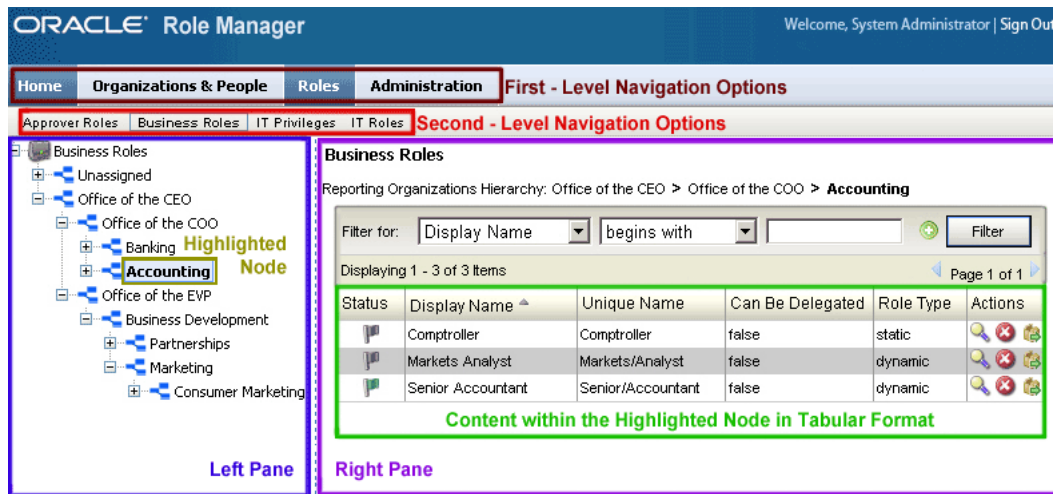 ORACLE Role Manager
Welcome, System Administrator | Sign Out
Home Organizations & People Roles Administration First - Level Navigation Options
Approver Roles Business Roles IT Privileges IT Roles Second - Level Navigation Options
Business Roles
Unassigned
Office of the CEO
Office of the COO
Banking
Highlighted
Accounting
Node
Office of the EVP
Business Development
Partnerships
Marketing
Consumer Marketing
Left Pane
Business Roles
Reporting Organizations Hierarchy: Office of the CEO > Office of the COO > Accounting
Filter for: Display Name begins with Filter
Displaying 1 - 3 of 3 Items Page 1 of 1
Status Display Name Unique Name Can Be Delegated Role Type Actions
Comptroller Comptroller false static
Markets Analyst Markets/Analyst false dynamic
Senior Accountant Senior/Accountant false dynamic
Content within the Highlighted Node in Tabular Format
Right Pane